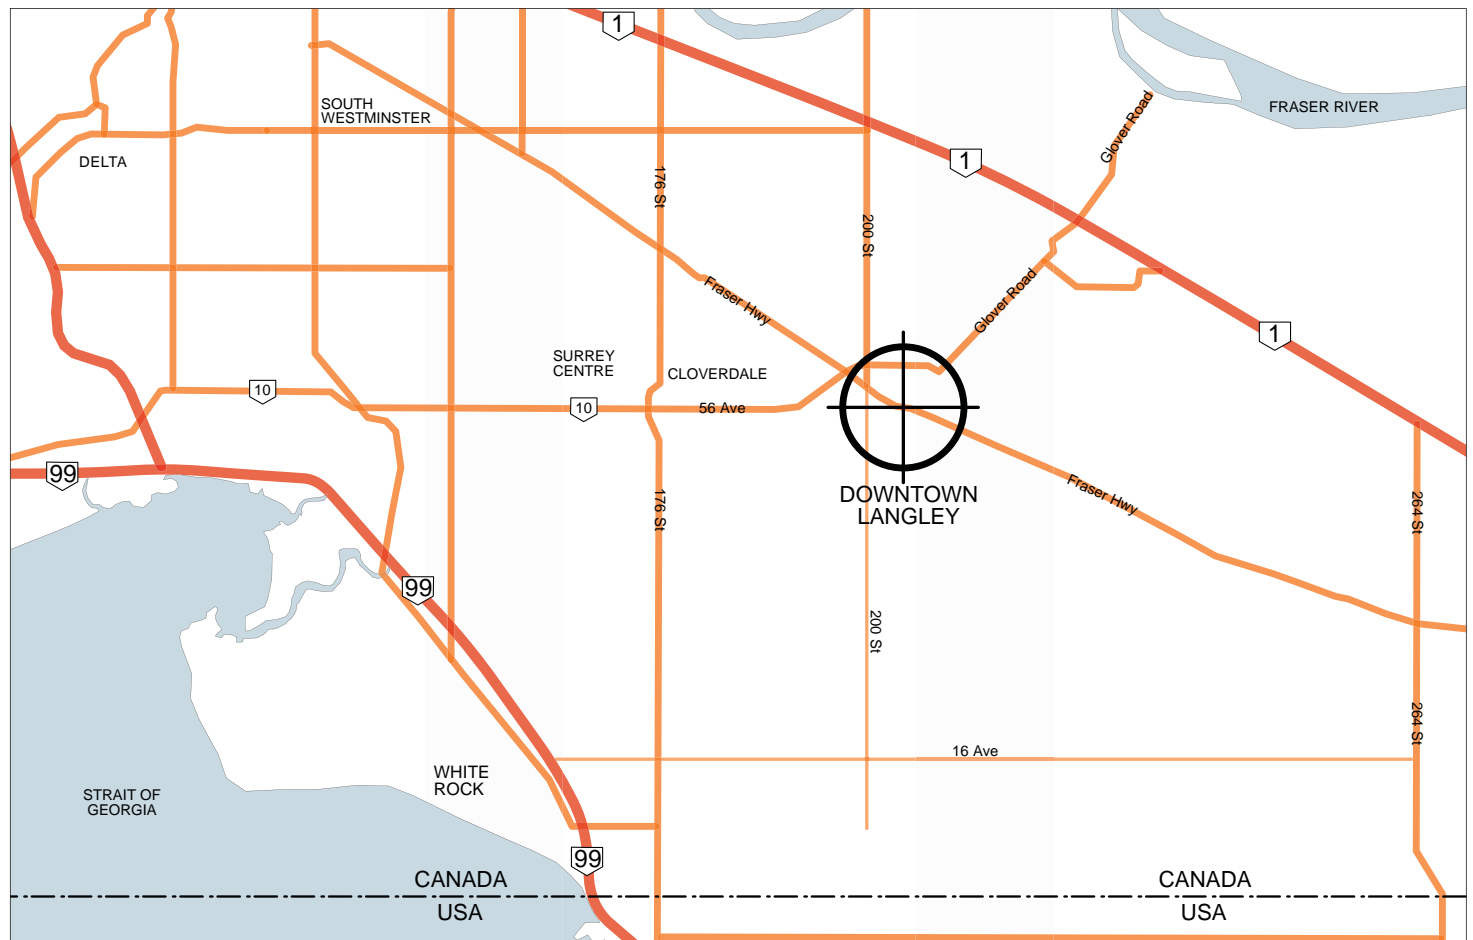 1
SOUTH
WESTMINSTER
FRASER RIVER
Glover Road
DELTA
1
176 St
200 St
Fraser Hwy
Glover Road
1
SURREY
CENTRE
CLOVERDALE
10
10
56 Ave
99
DOWNTOWN
LANGLEY
Fraser Hwy
176 St
264 St
99
200 St
264 St
16 Ave
WHITE
ROCK
STRAIT OF
GEORGIA
99
CANADA
CANADA
USA
USA